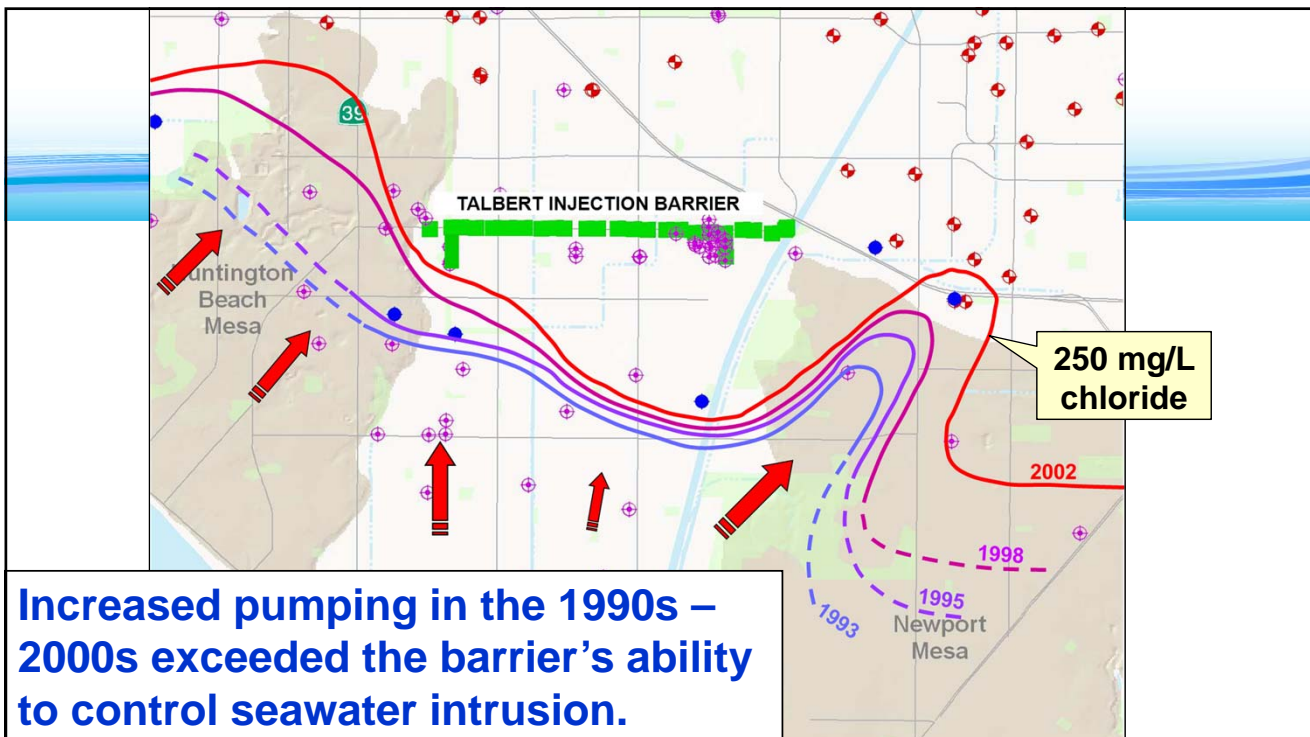 39
TALBERT INJECTION BARRIER
Huntington
Beach
Mesa
250 mg/L
chloride
2002
1998
1995
1993
Newport
Mesa
Increased pumping in the 1990s –
2000s exceeded the barrier's ability
to control seawater intrusion.